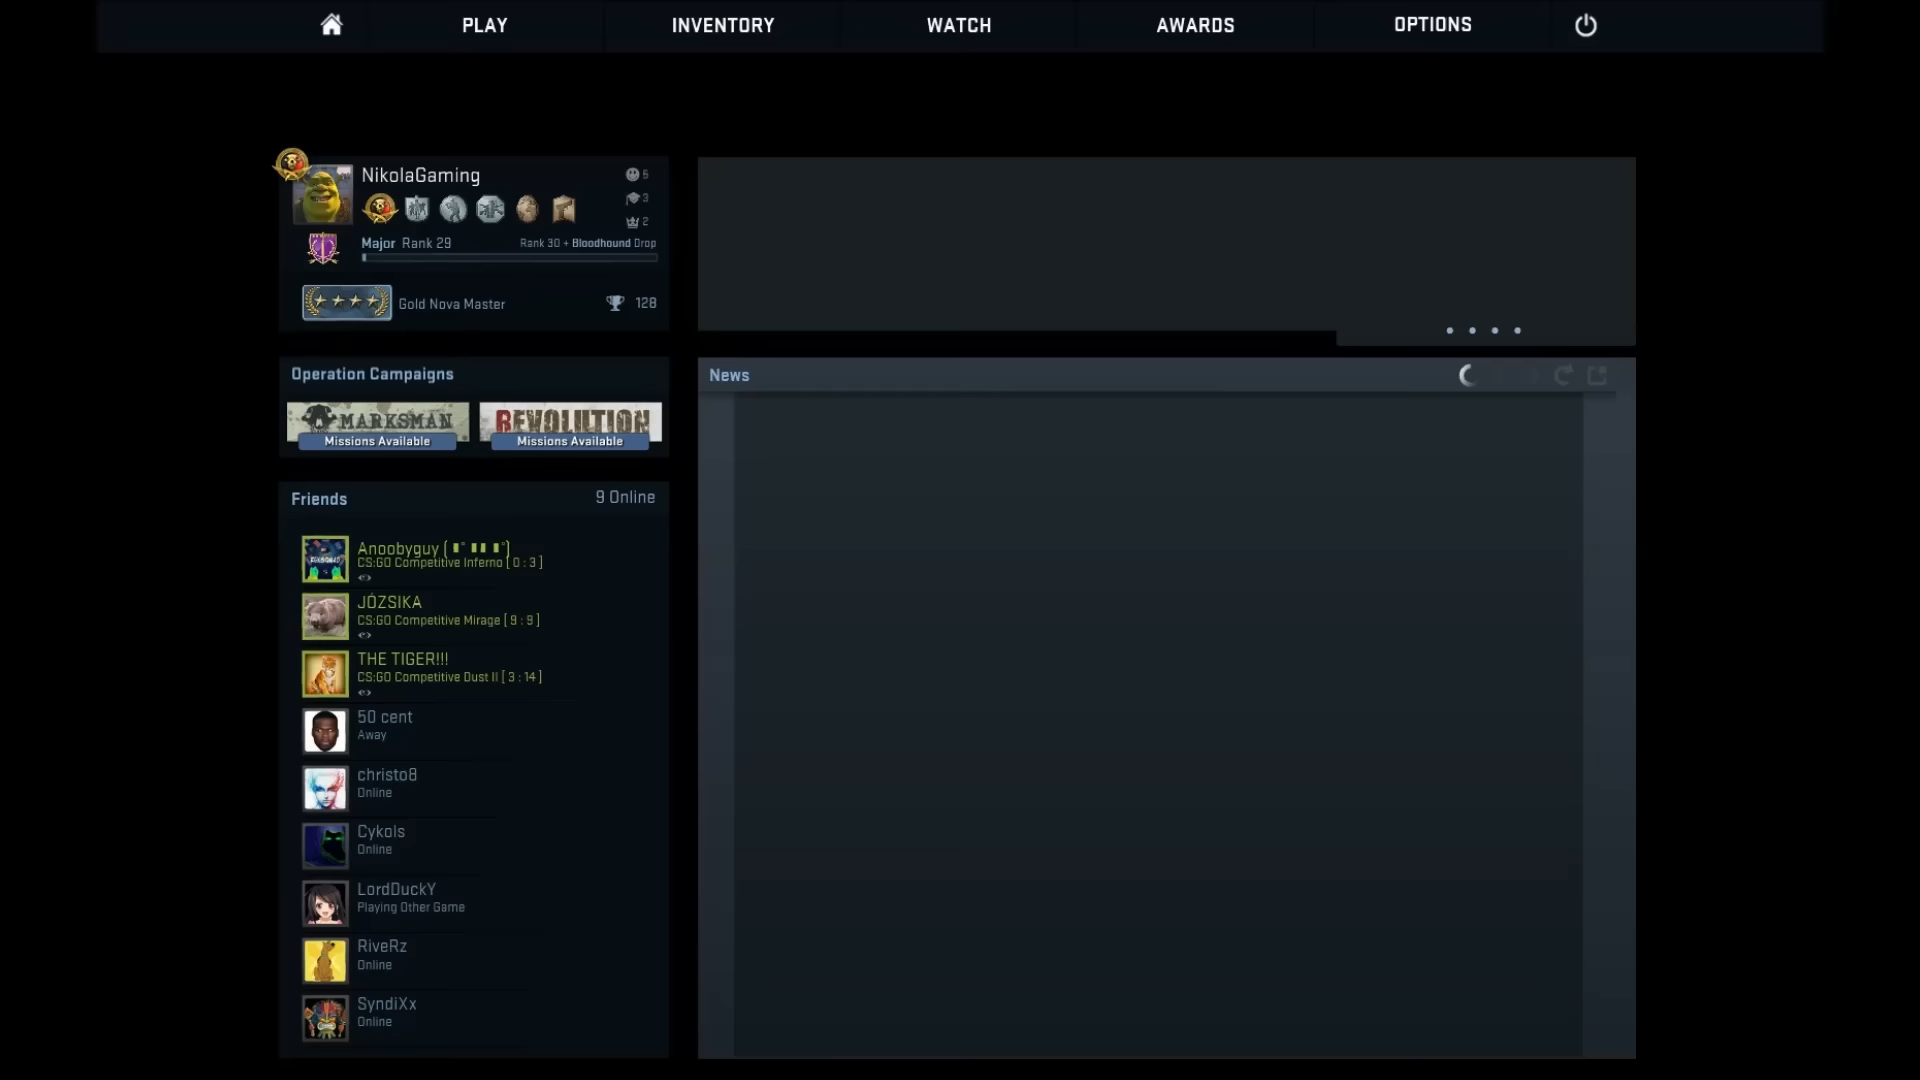 PLAY
INVENTORY
WATCH
AWARDS
OPTIONS
NikolaGaming
5
3
2
Major Rank 29
Rank 30 + Bloodhound Drop
Gold Nova Master
128
Operation Campaigns
MARKSMAN
Missions Available
REVOLUTION
Missions Available
Friends
9 Online
Anoobyguy
CS:GO Competitive Inferno [ 0 : 3 ]
JÓZSIKA
CS:GO Competitive Mirage [ 9 : 9 ]
THE TIGER!!!
CS:GO Competitive Dust II [ 3 : 14 ]
50 cent
Away
christo8
Online
Cykols
Online
LordDuckY
Playing Other Game
RiveRz
Online
SyndiXx
Online
News